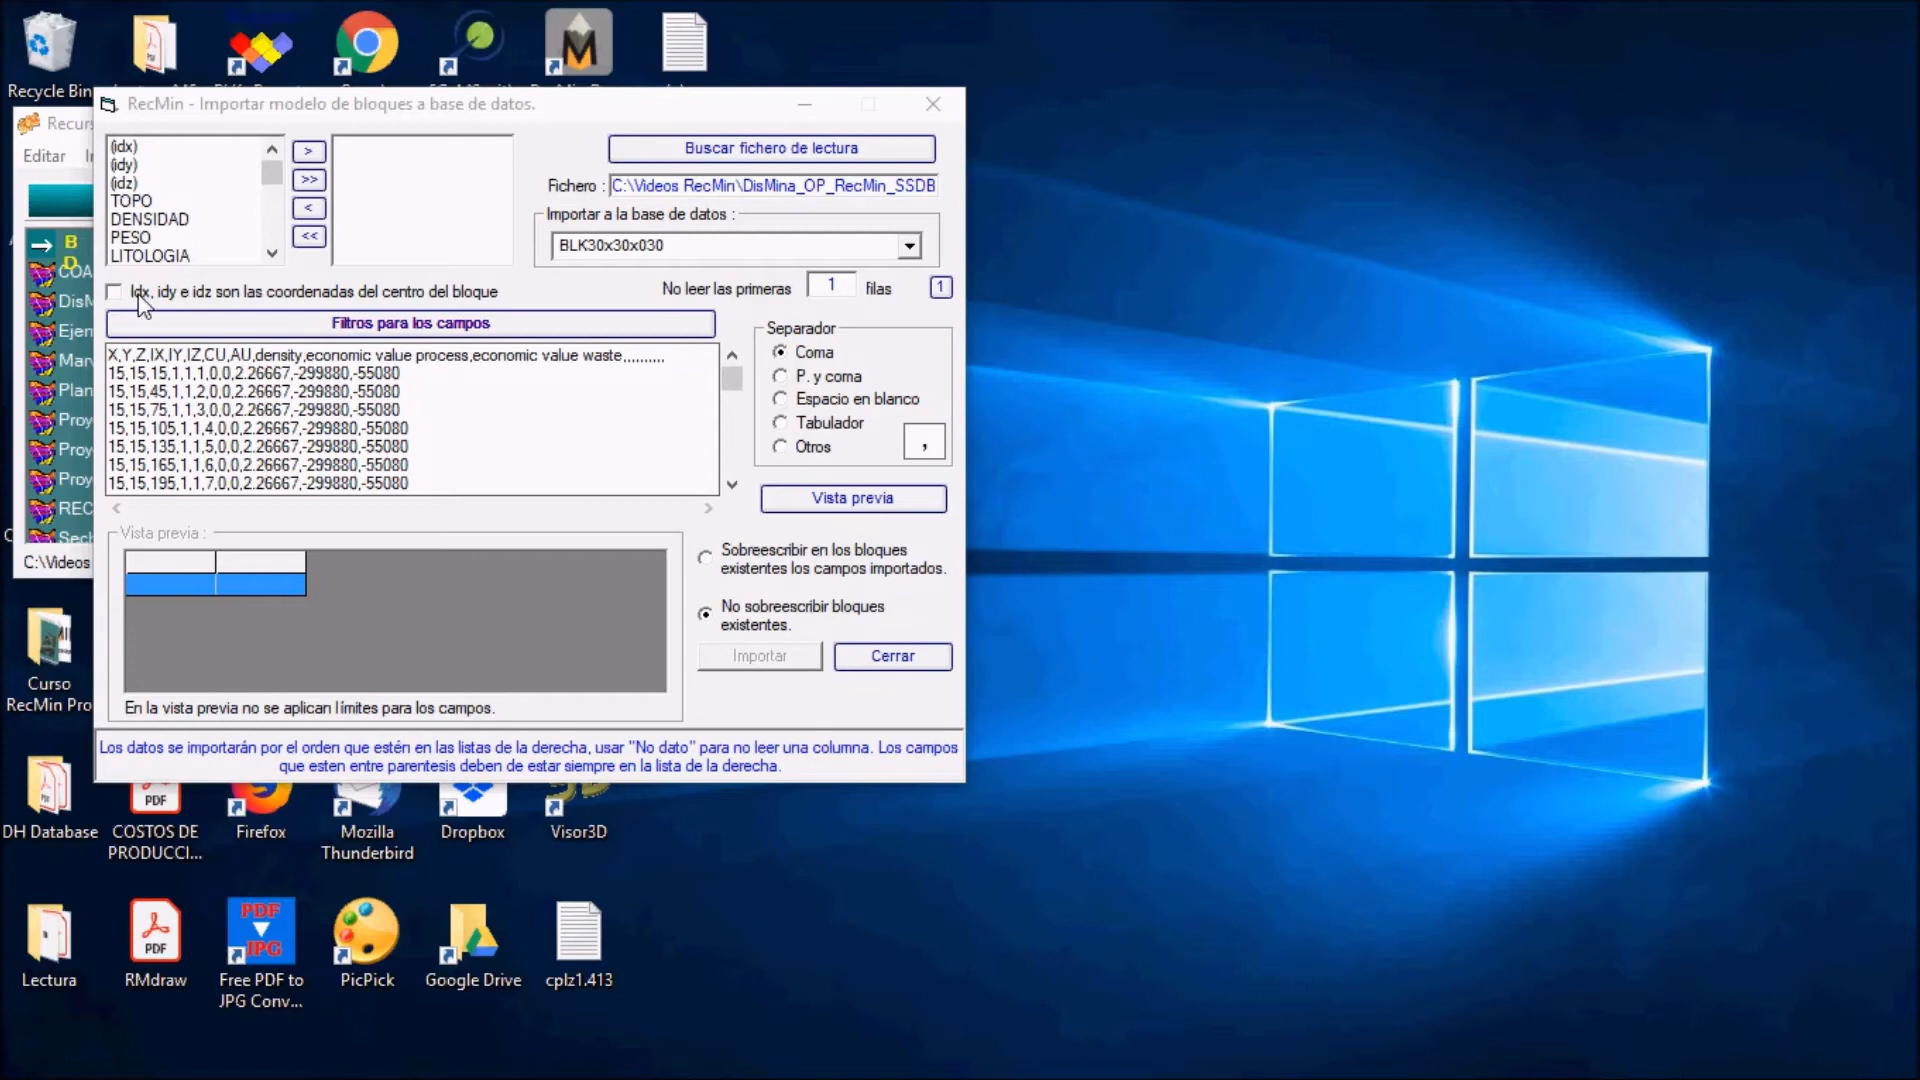 Recycle Bin
RecMin - Importar modelo de bloques a base de datos.
Recurs
Editar
(idx)
(idy)
(idz)
TOPO
DENSIDAD
PESO
LITOLOGIA
>
>>
<
<<
Buscar fichero de lectura
Fichero : C:\Videos RecMin\DisMina_OP_RecMin_SSDB
Importar a la base de datos :
BLK30x30x030
Idx, idy e idz son las coordenadas del centro del bloque
No leer las primeras 1 filas 1
Filtros para los campos
X,Y,Z,IX,IY,IZ,CU,AU,density,economic value process,economic value waste,,,,,,,,,,
15,15,15,1,1,1,0,0,2.26667,-299880,-55080
15,15,45,1,1,2,0,0,2.26667,-299880,-55080
15,15,75,1,1,3,0,0,2.26667,-299880,-55080
15,15,105,1,1,4,0,0,2.26667,-299880,-55080
15,15,135,1,1,5,0,0,2.26667,-299880,-55080
15,15,165,1,1,6,0,0,2.26667,-299880,-55080
15,15,195,1,1,7,0,0,2.26667,-299880,-55080
Separador
Coma
P. y coma
Espacio en blanco
Tabulador
Otros ,
Vista previa
Vista previa :
En la vista previa no se aplican límites para los campos.
Sobreescribir en los bloques
existentes los campos importados.
No sobreescribir bloques
existentes.
Importar
Cerrar
Los datos se importarán por el orden que estén en las listas de la derecha, usar "No dato" para no leer una columna. Los campos
que esten entre parentesis deben de estar siempre en la lista de la derecha.
B
D
COA
DisM
Ejen
Marv
Plan
Proy
Proy
Proy
REC
Sech
C:\Videos
Curso
RecMin Pro
DH Database
PDF
COSTOS DE
PRODUCCI...
Firefox
Mozilla
Thunderbird
Dropbox
Visor3D
Lectura
PDF
RMdraw
PDF
JPG
Free PDF to
JPG Conv...
PicPick
Google Drive
cplz1.413